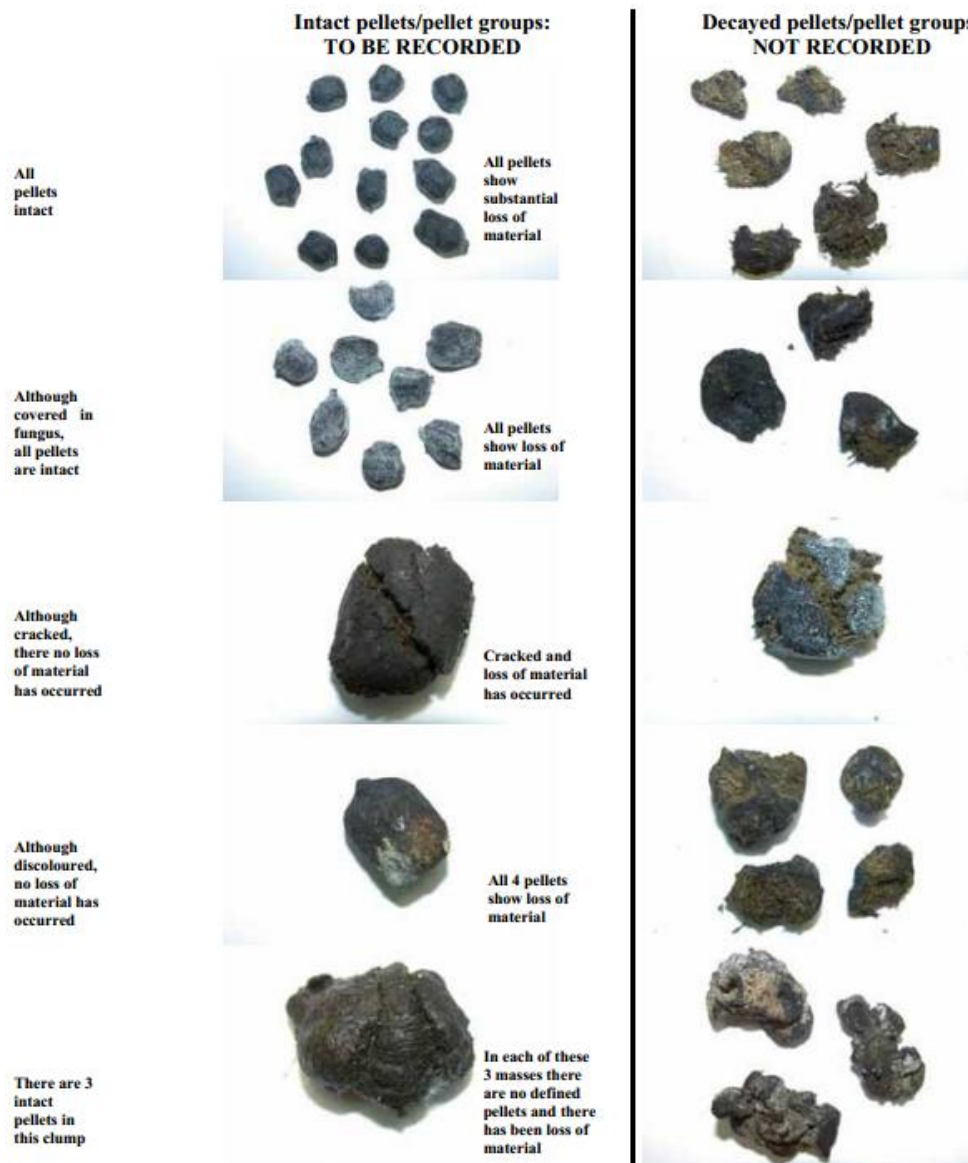 Intact pellets/pellet groups:
TO BE RECORDED
Decayed pellets/pellet group
NOT RECORDED
All
pellets
intact
All pellets
show
substantial
loss of
material
Although
covered in
fungus,
all pellets
are intact
All pellets
show loss of
material
Although
cracked,
there no loss
of material
has occurred
Cracked and
loss of material
has occurred
Although
discoloured,
no loss of
material has
occurred
All 4 pellets
show loss of
material
There are 3
intact
pellets in
this clump
In each of these
3 masses there
are no defined
pellets and there
has been loss of
material